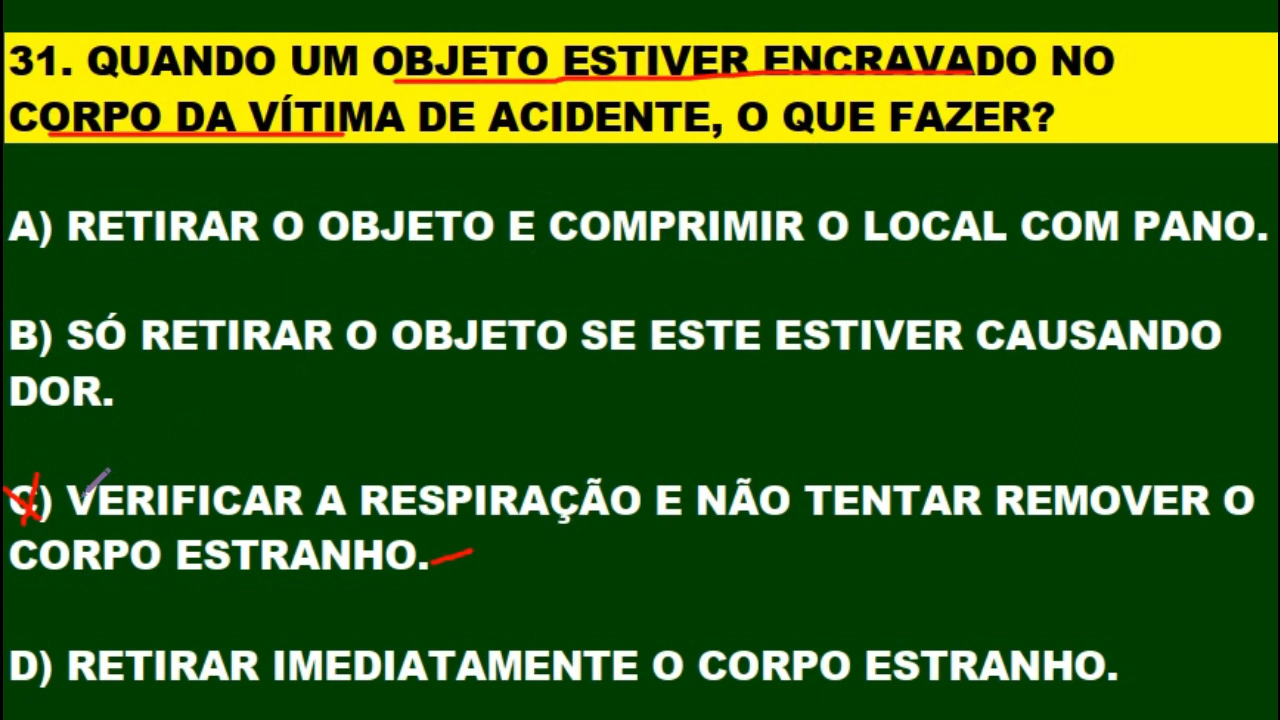 31. QUANDO UM OBJETO ESTIVER ENCRAVADO NO
CORPO DA VÍTIMA DE ACIDENTE, O QUE FAZER?
A) RETIRAR O OBJETO E COMPRIMIR O LOCAL COM PANO.
B) SÓ RETIRAR O OBJETO SE ESTE ESTIVER CAUSANDO
DOR.
C) VERIFICAR A RESPIRAÇÃO E NÃO TENTAR REMOVER O
CORPO ESTRANHO.
D) RETIRAR IMEDIATAMENTE O CORPO ESTRANHO.